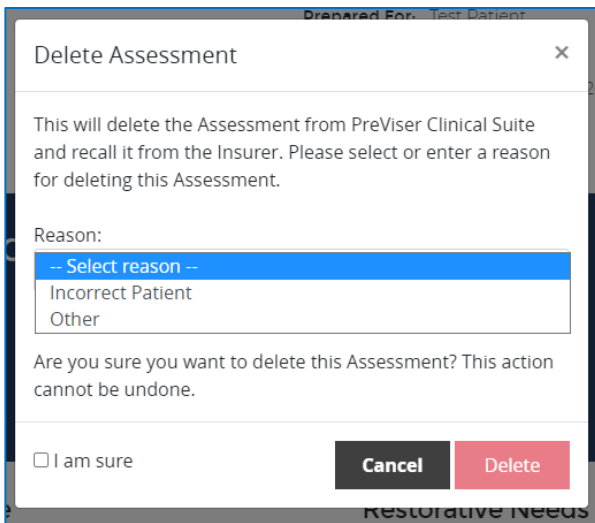 Prepared For: Test Patient
Delete Assessment ×
This will delete the Assessment from PreViser Clinical Suite
and recall it from the Insurer. Please select or enter a reason
for deleting this Assessment.
Reason:
-- Select reason --
Incorrect Patient
Other
Are you sure you want to delete this Assessment? This action
cannot be undone.
I am sure
Cancel
Delete
Restorative Needs